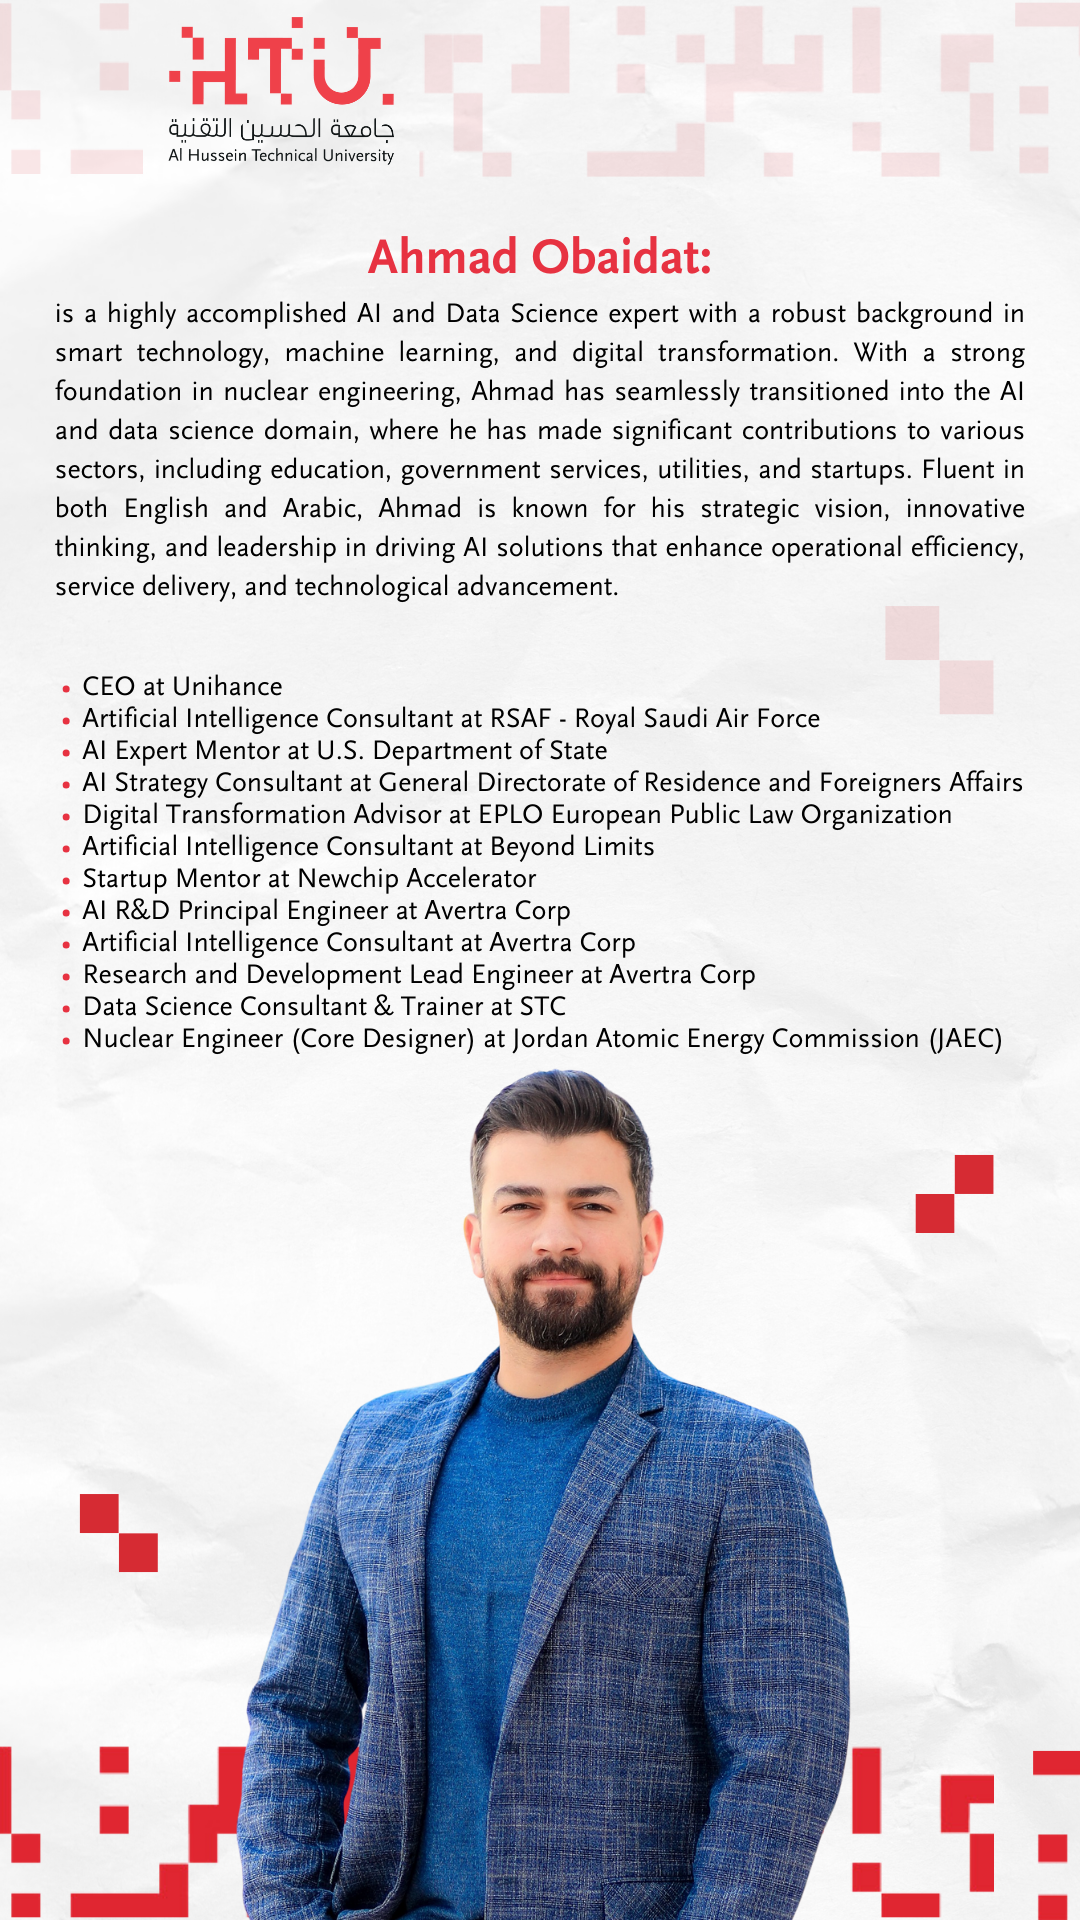 HTU
جامعة الحسين التقنية
Al Hussein Technical University
Ahmad Obaidat:
is a highly accomplished AI and Data Science expert with a robust background in
smart technology, machine learning, and digital transformation. With a strong
foundation in nuclear engineering, Ahmad has seamlessly transitioned into the AI
and data science domain, where he has made significant contributions to various
sectors, including education, government services, utilities, and startups. Fluent in
both English and Arabic, Ahmad is known for his strategic vision, innovative
thinking, and leadership in driving AI solutions that enhance operational efficiency,
service delivery, and technological advancement.
• CEO at Unihance
• Artificial Intelligence Consultant at RSAF - Royal Saudi Air Force
• AI Expert Mentor at U.S. Department of State
• AI Strategy Consultant at General Directorate of Residence and Foreigners Affairs
• Digital Transformation Advisor at EPLO European Public Law Organization
• Artificial Intelligence Consultant at Beyond Limits
• Startup Mentor at Newchip Accelerator
• AI R&D Principal Engineer at Avertra Corp
• Artificial Intelligence Consultant at Avertra Corp
• Research and Development Lead Engineer at Avertra Corp
• Data Science Consultant & Trainer at STC
• Nuclear Engineer (Core Designer) at Jordan Atomic Energy Commission (JAEC)